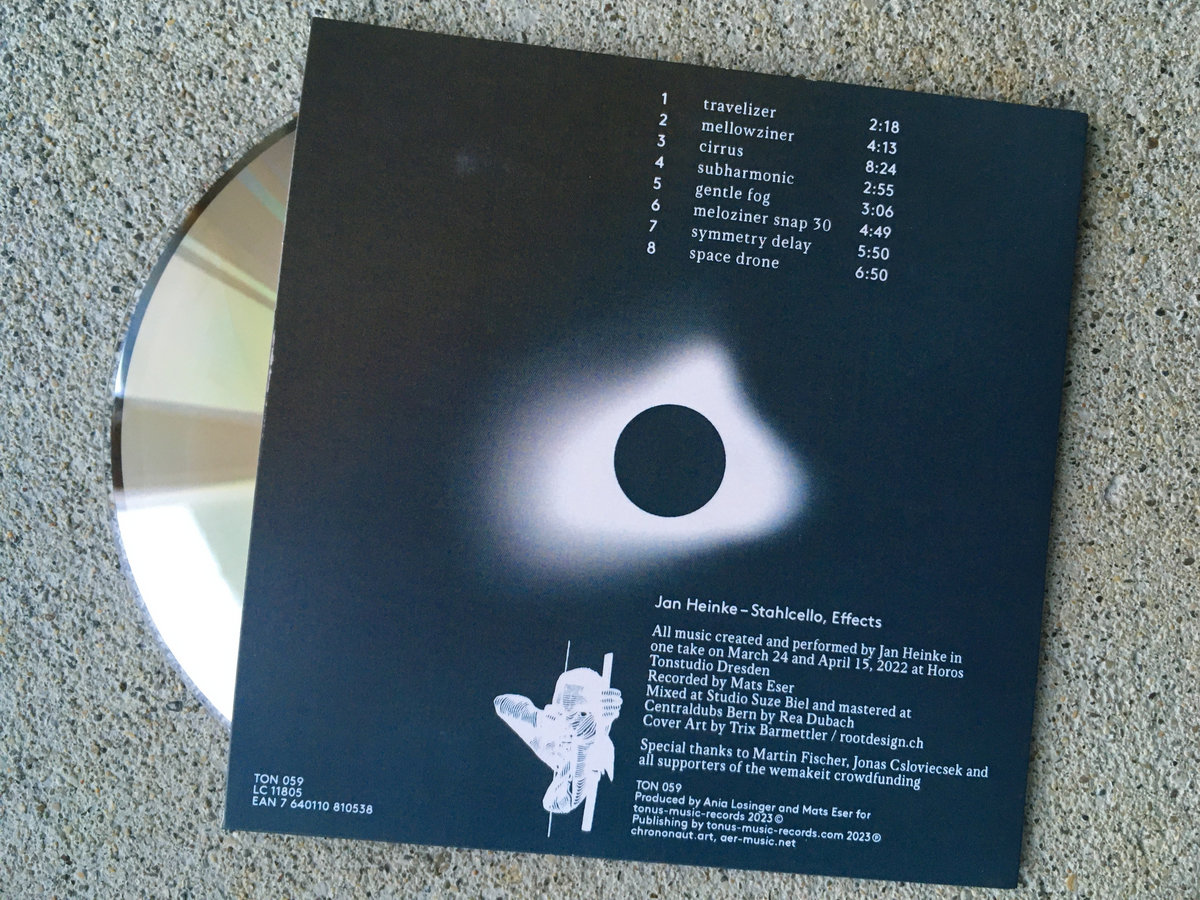 1 travelizer 2:18
2 mellowziner 4:13
3 cirrus 8:24
4 subharmonic 2:55
5 gentle fog 3:06
6 meloziner snap 30 4:49
7 symmetry delay 5:50
8 space drone 6:50
Jan Heinke – Stahlcello, Effects
All music created and performed by Jan Heinke in
one take on March 24 and April 15, 2022 at Horos
Tonstudio Dresden
Recorded by Mats Eser
Mixed at Studio Suze Biel and mastered at
Centraldubs Bern by Rea Dubach
Cover Art by Trix Barmettler / rootdesign.ch
Special thanks to Martin Fischer, Jonas Csloviecsek and
all supporters of the wemakeit crowdfunding
TON 059
Produced by Ania Losinger and Mats Eser for
tonus-music-records 2023 ©
Publishing by tonus-music-records.com 2023 ℗
chrononaut.art, aer-music.net
TON 059
LC 11805
EAN 7 640110 810538